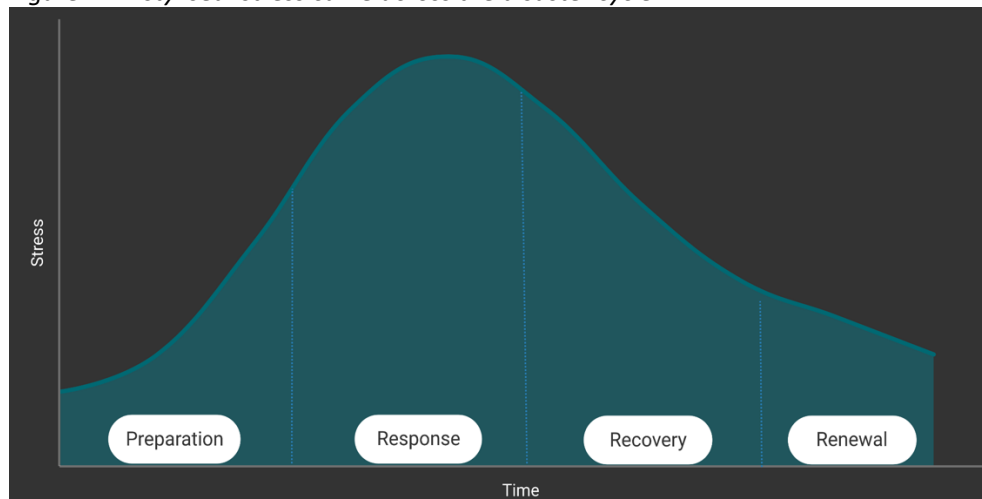 Stress
Preparation
Response
Recovery
Renewal
Time